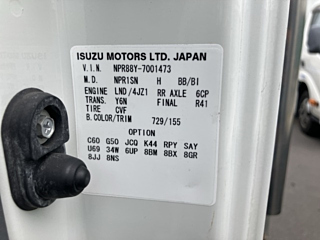 ISUZU MOTORS LTD. JAPAN
V.I.N. NPR88Y-7001473
M.D. NPR1SN H BB/BI
ENGINE LND/4JZ1 RR AXLE 6CP
TRANS. Y6N FINAL R41
TIRE CVF
B.COLOR/TRIM 729/155
OPTION
C60 G50 JCQ K44 RPY SAY
U69 34W 6UP 8BM 8BX 8GR
8JJ 8NS